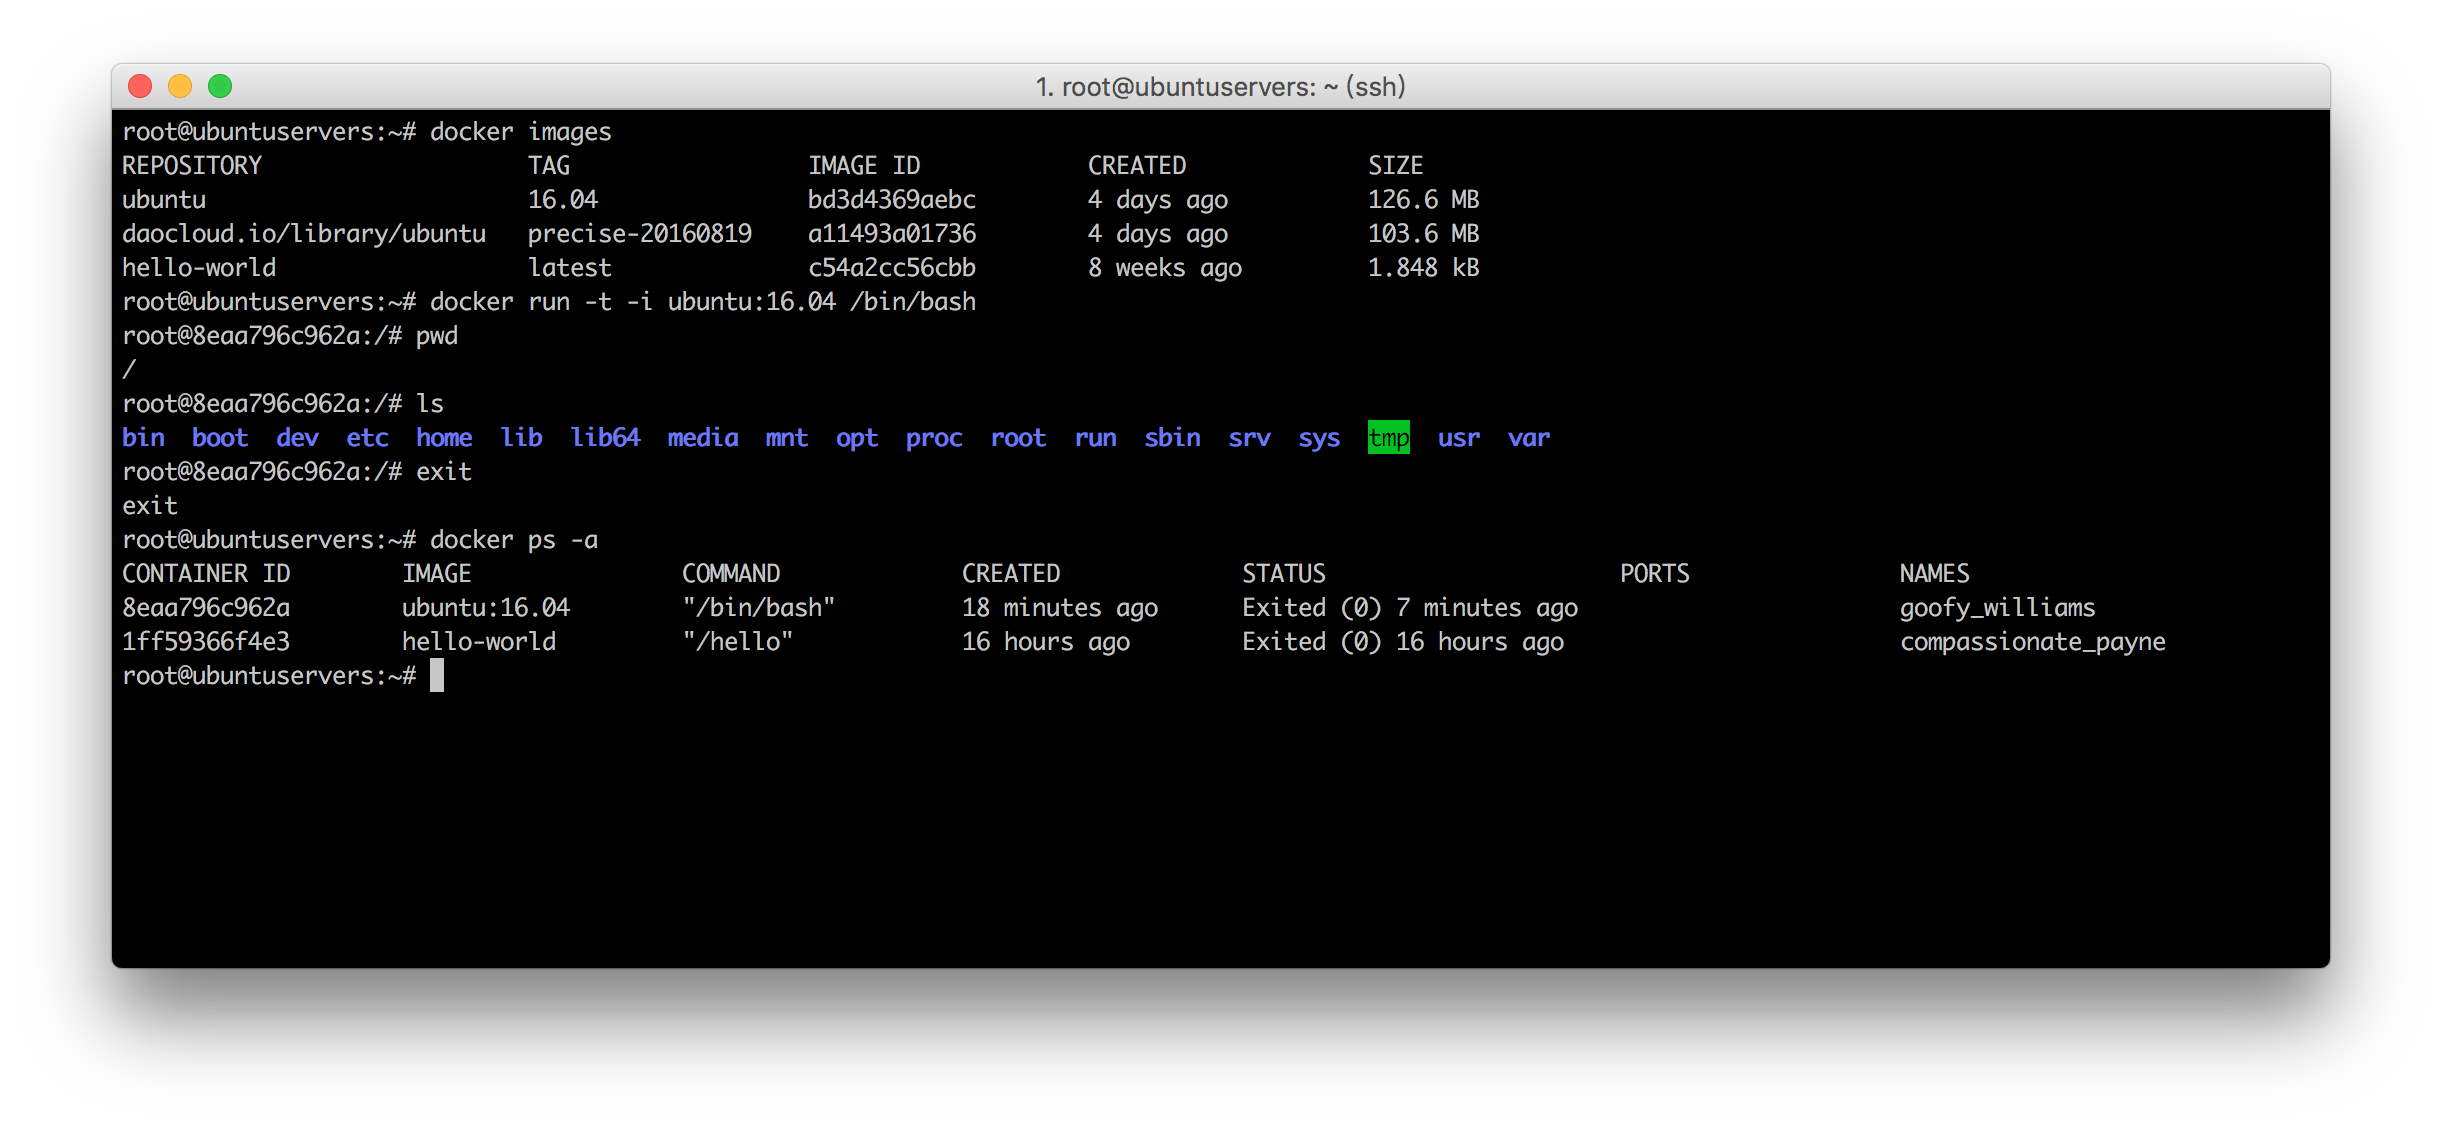 1. root@ubuntuservers: ~ (ssh)
root@ubuntuservers:~# docker images
REPOSITORY                   TAG                 IMAGE ID            CREATED             SIZE
ubuntu                       16.04               bd3d4369aebc        4 days ago          126.6 MB
daocloud.io/library/ubuntu   precise-20160819    a11493a01736        4 days ago          103.6 MB
hello-world                  latest              c54a2cc56cbb        8 weeks ago         1.848 kB
root@ubuntuservers:~# docker run -t -i ubuntu:16.04 /bin/bash
root@8eaa796c962a:/# pwd
/
root@8eaa796c962a:/# ls
bin  boot  dev  etc  home  lib  lib64  media  mnt  opt  proc  root  run  sbin  srv  sys  tmp  usr  var
root@8eaa796c962a:/# exit
exit
root@ubuntuservers:~# docker ps -a
CONTAINER ID        IMAGE               COMMAND             CREATED             STATUS                     PORTS               NAMES
8eaa796c962a        ubuntu:16.04        "/bin/bash"         18 minutes ago      Exited (0) 7 minutes ago                       goofy_williams
1ff59366f4e3        hello-world         "/hello"            16 hours ago        Exited (0) 16 hours ago                        compassionate_payne
root@ubuntuservers:~#